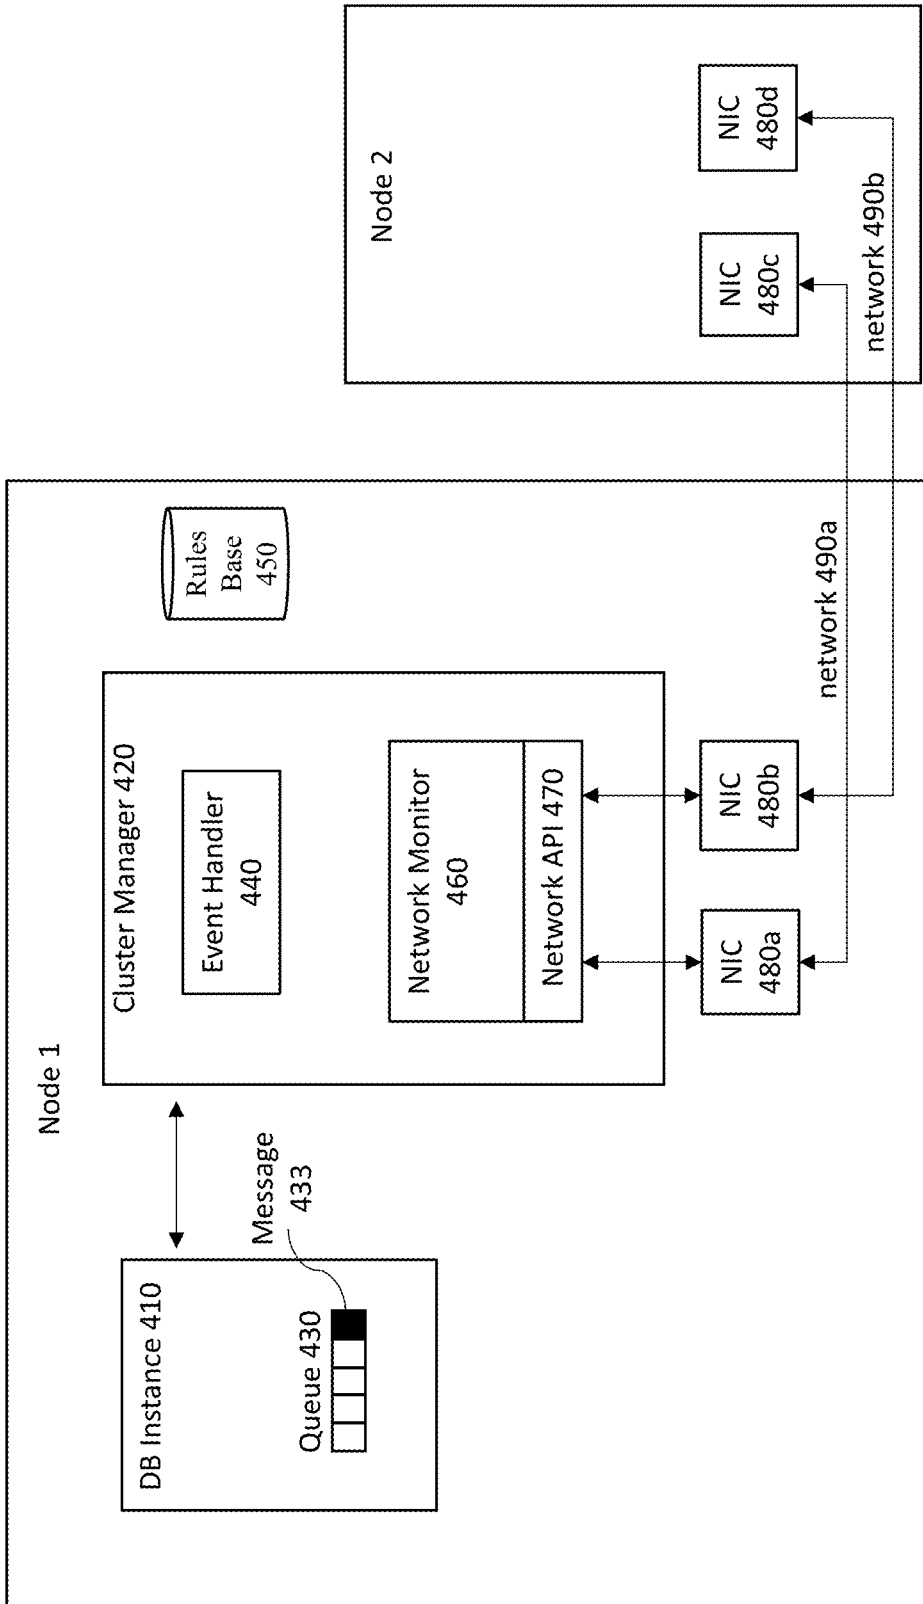 Node 1
DB Instance 410
Queue 430
Message
433
Cluster Manager 420
Event Handler
440
Network Monitor
460
Network API 470
Rules
Base
450
NIC
480a
NIC
480b
network 490a
Node 2
NIC
480c
NIC
480d
network 490b